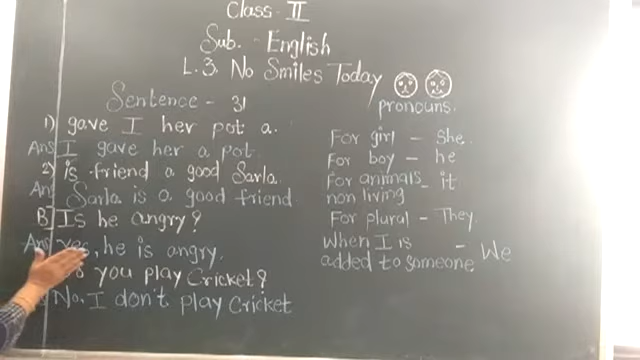 Class - II
Sub. - English
L.3. No Smiles Today
Sentence - 31
1) gave I her pot a.
Ans I gave her a pot.
2) is friend a good Sarla.
Ans Sarla is a good friend
B] Is he angry?
Ans Yes, he is angry.
you play Cricket?
No, I don't play Cricket
pronouns.
For girl - She.
For boy - he
For animals - it
non living
For plural - They
When I is - We
added to someone